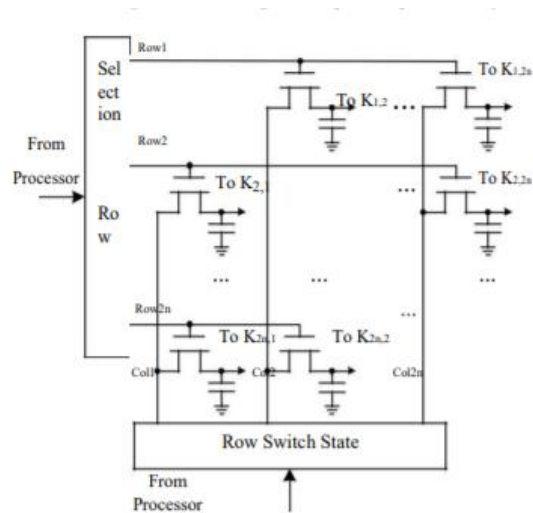 Row1
Sel
ect
ion
To K1,2n
To K1,2
...
Row2
From
Processor
To K2,1
...
To K2,2n
Ro
w
...
...
...
...
Row2n
To K2n,1
To K2n,2
Col1
Col2
Col2n
Row Switch State
From
Processor